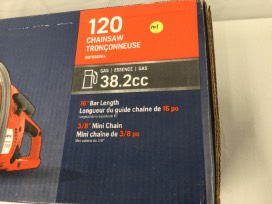 120
CHAINSAW
TRONÇONNEUSE
GAS | ESSENCE | GAS
38.2cc
16" Bar Length
Longueur du guide chaîne de 16 po
3/8" Mini Chain
Mini chaîne de 3/8 po